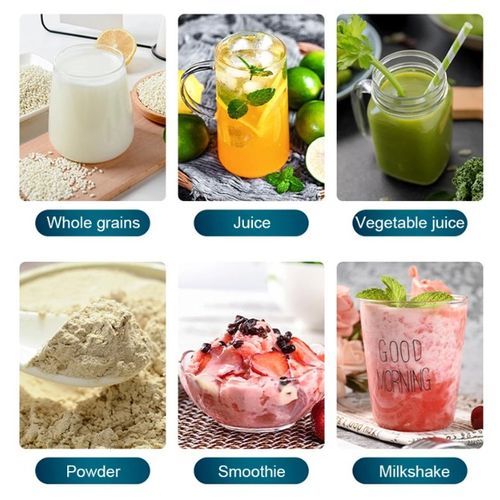 Whole grains
Juice
Vegetable juice
GOOD
MORNING
Powder
Smoothie
Milkshake